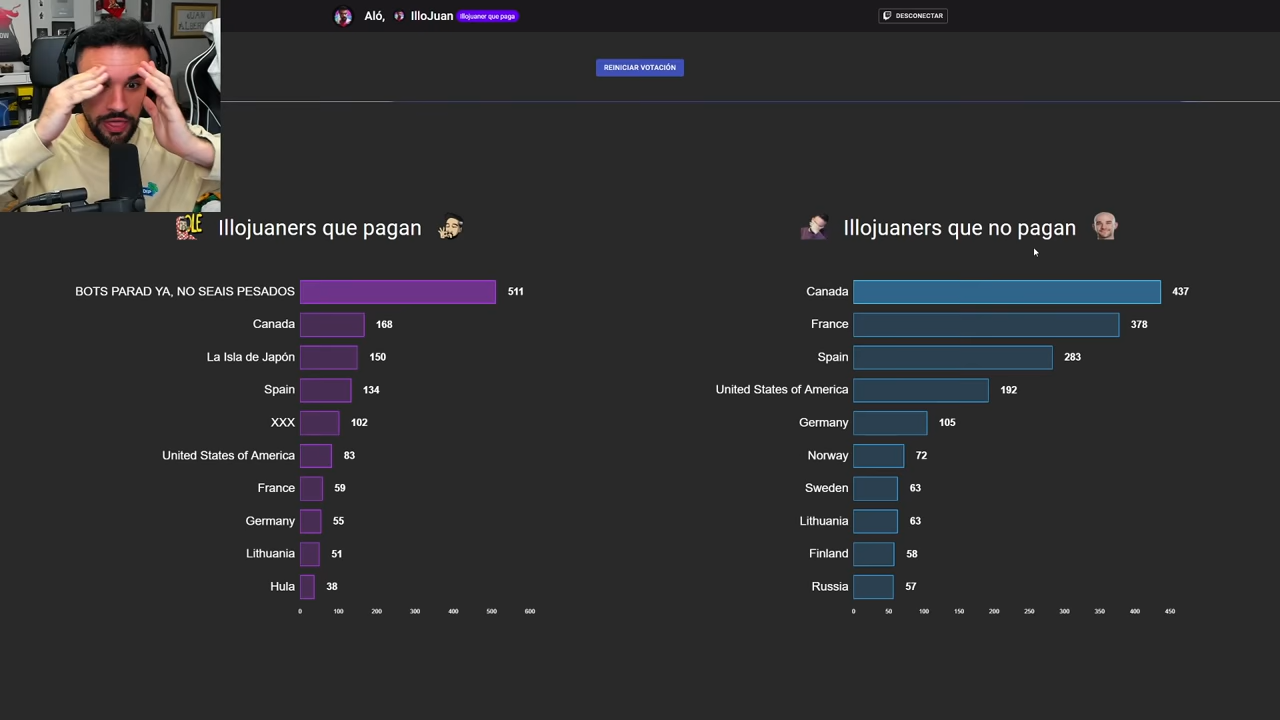 Aló, IlloJuan Illojuaner que paga
DESCONECTAR
REINICIAR VOTACIÓN
Illojuaners que pagan
BOTS PARAD YA, NO SEAIS PESADOS 511
Canada 168
La Isla de Japón 150
Spain 134
XXX 102
United States of America 83
France 59
Germany 55
Lithuania 51
Hula 38
0 100 200 300 400 500 600
Illojuaners que no pagan
Canada 437
France 378
Spain 283
United States of America 192
Germany 105
Norway 72
Sweden 63
Lithuania 63
Finland 58
Russia 57
0 50 100 150 200 250 300 350 400 450